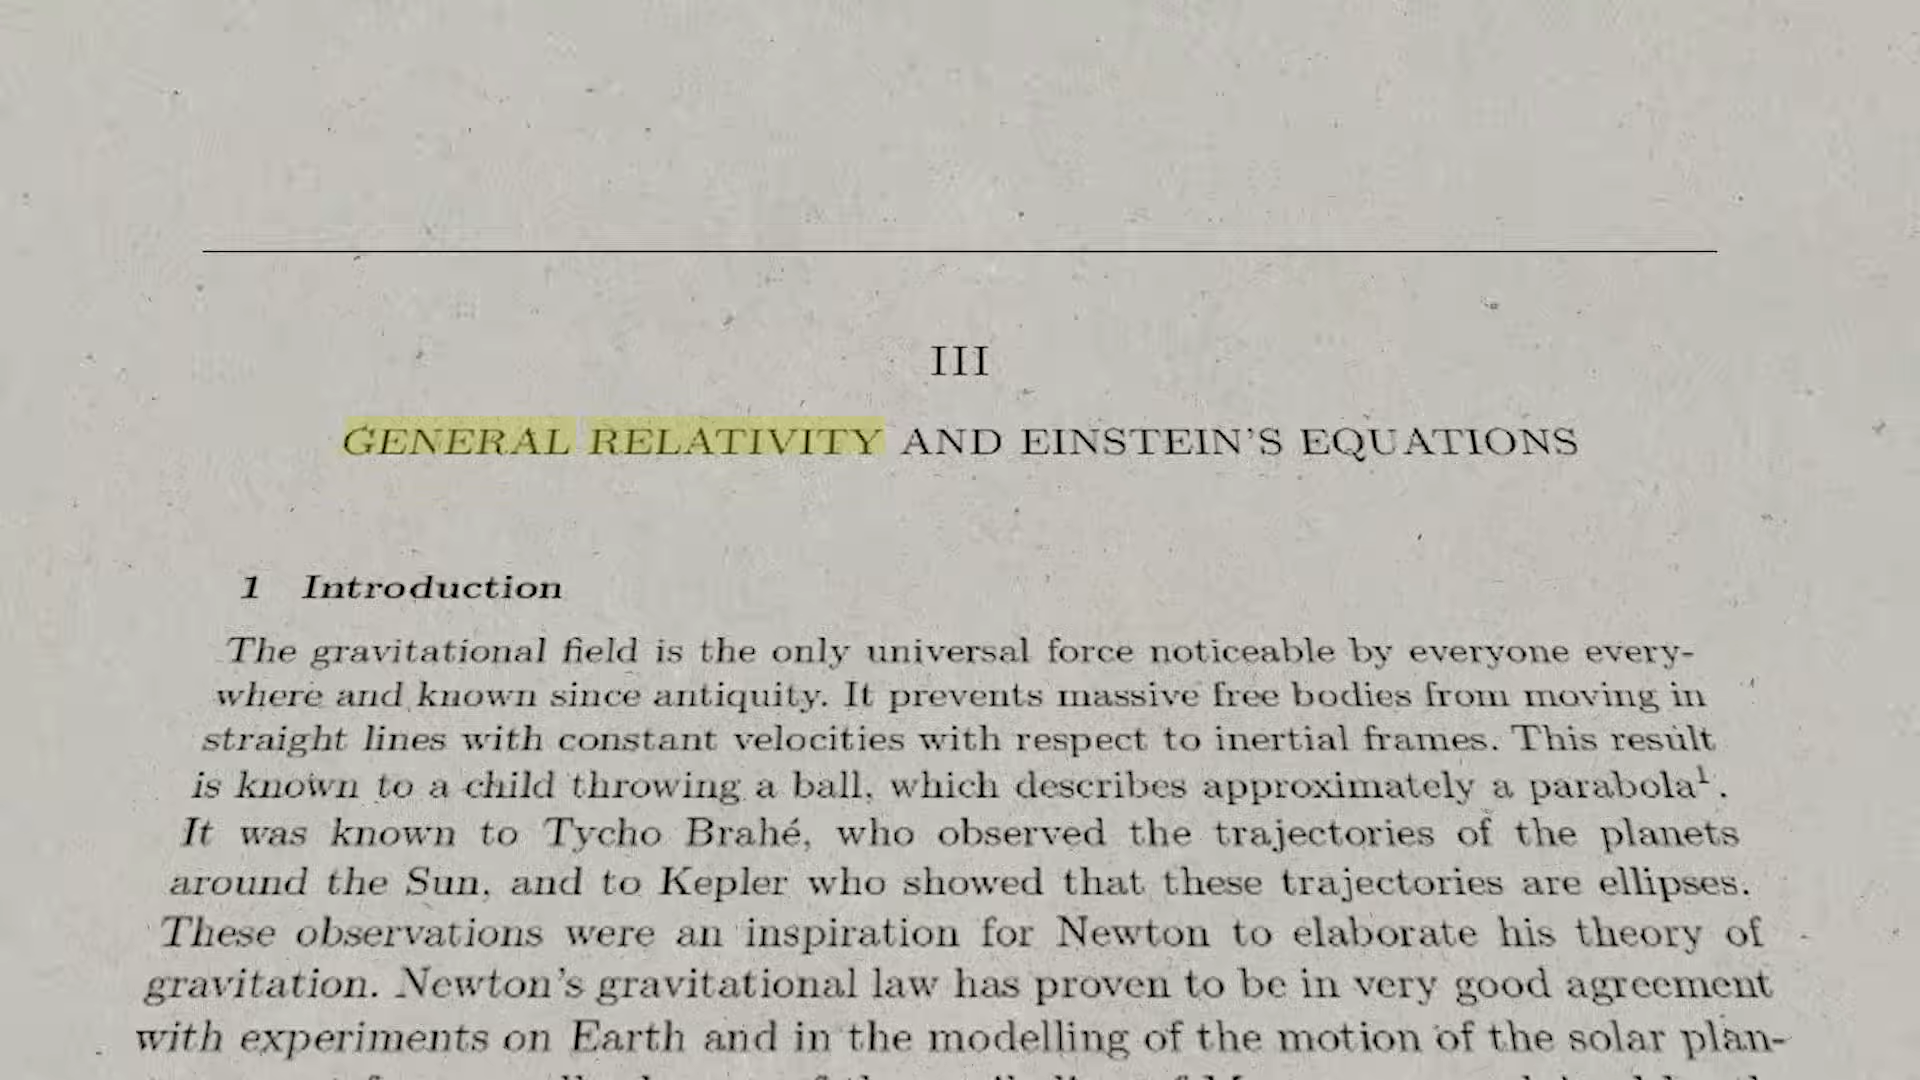 III
GENERAL RELATIVITY AND EINSTEIN'S EQUATIONS
1 Introduction
The gravitational field is the only universal force noticeable by everyone every-
where and known since antiquity. It prevents massive free bodies from moving in
straight lines with constant velocities with respect to inertial frames. This result
is known to a child throwing a ball, which describes approximately a parabola¹.
It was known to Tycho Brahé, who observed the trajectories of the planets
around the Sun, and to Kepler who showed that these trajectories are ellipses.
These observations were an inspiration for Newton to elaborate his theory of
gravitation. Newton's gravitational law has proven to be in very good agreement
with experiments on Earth and in the modelling of the motion of the solar plan-